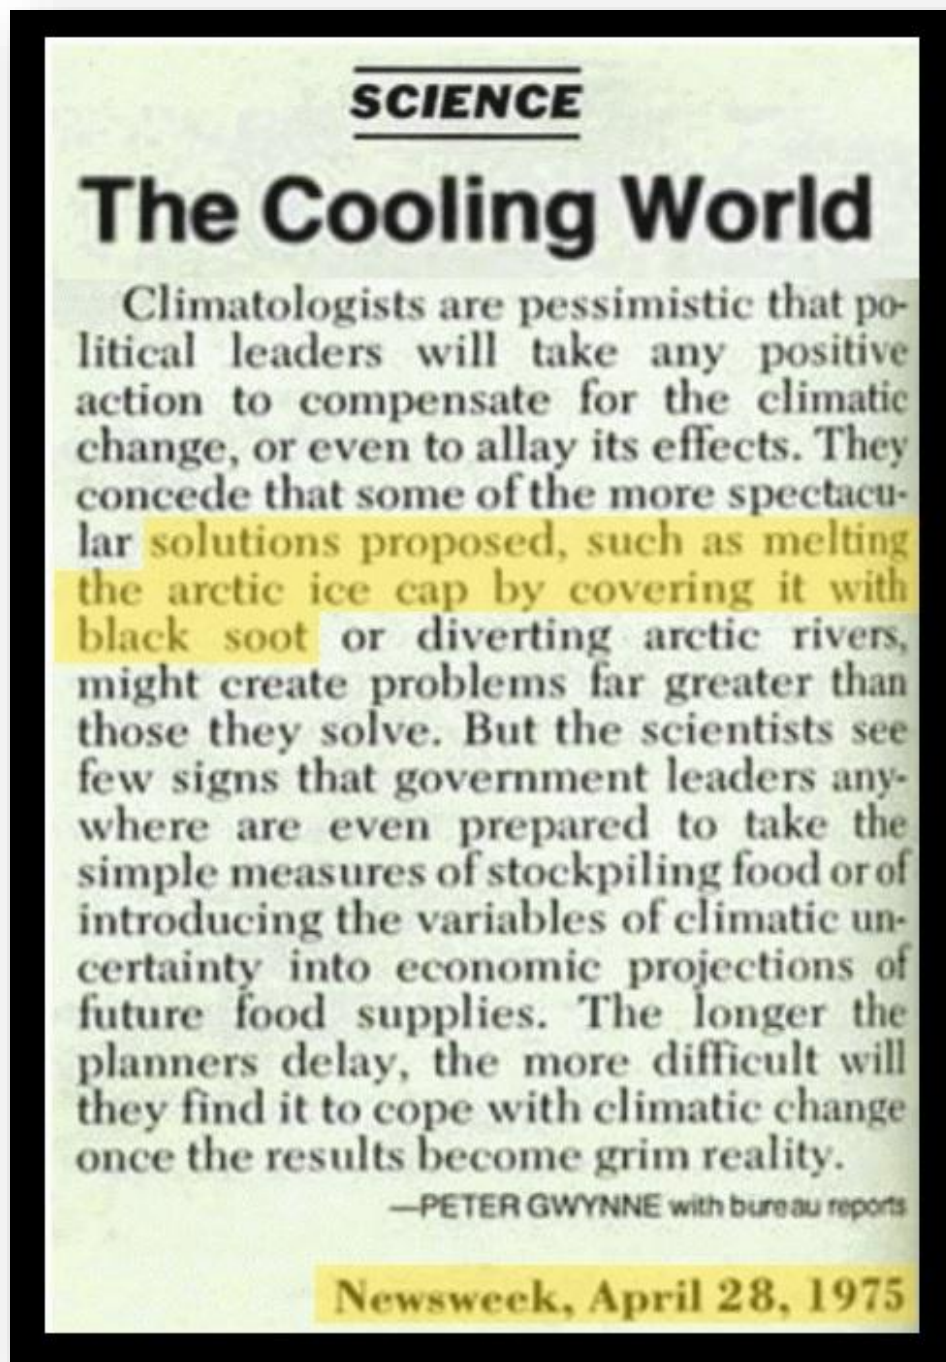 SCIENCE
The Cooling World
Climatologists are pessimistic that po-
litical leaders will take any positive
action to compensate for the climatic
change, or even to allay its effects. They
concede that some of the more spectacu-
lar solutions proposed, such as melting
the arctic ice cap by covering it with
black soot or diverting arctic rivers,
might create problems far greater than
those they solve. But the scientists see
few signs that government leaders any-
where are even prepared to take the
simple measures of stockpiling food or of
introducing the variables of climatic un-
certainty into economic projections of
future food supplies. The longer the
planners delay, the more difficult will
they find it to cope with climatic change
once the results become grim reality.
—PETER GWYNNE with bureau reports
Newsweek, April 28, 1975